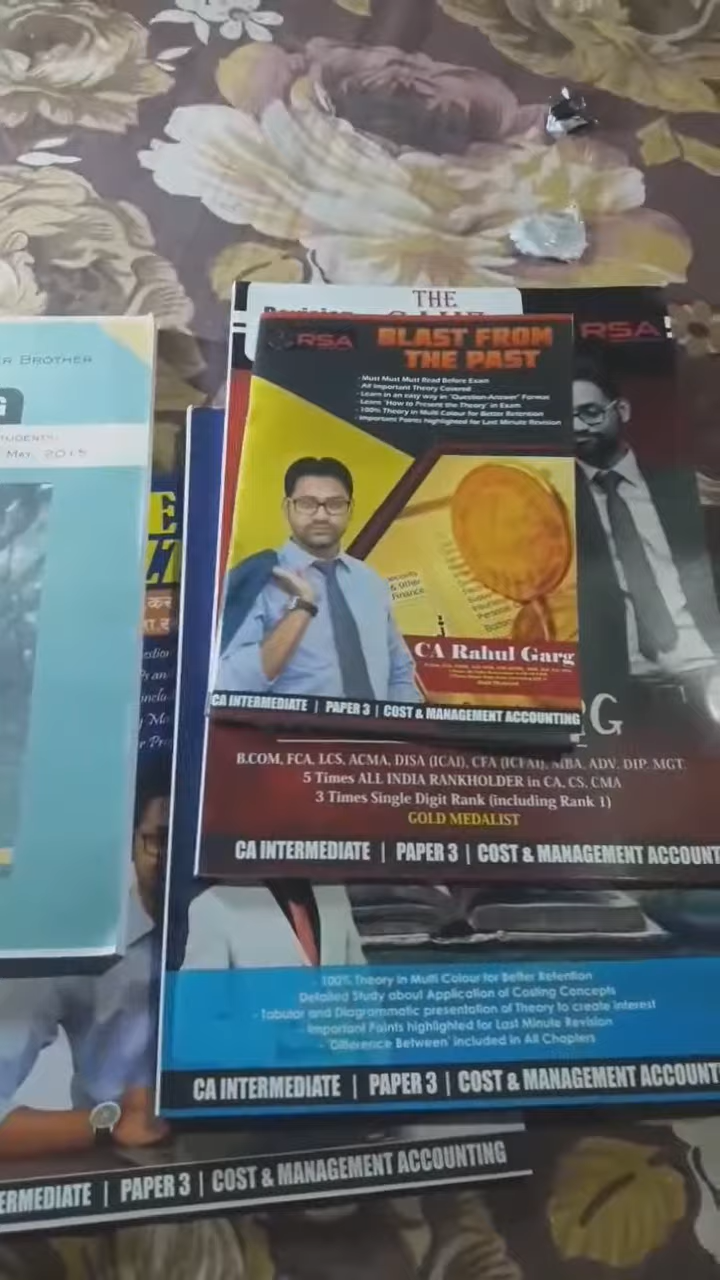 THE
RSA
BLAST FROM
THE PAST
RSA
- Must Must Must Read Before Exam
- All Important Theory Covered
- Learn in an easy way in 'Question-Answer' Format
- Learn 'How to Present the Theory' in Exam
- 100% Theory in Multi Colour for Better Retention
- Important Points highlighted for Last Minute Revision
CA Rahul Garg
CA INTERMEDIATE | PAPER 3 | COST & MANAGEMENT ACCOUNTING
G
B.COM, FCA, LCS, ACMA, DISA (ICAI), CFA (ICFAI), MBA, ADV. DIP. MGT.
5 Times ALL INDIA RANKHOLDER in CA, CS, CMA
3 Times Single Digit Rank (including Rank 1)
GOLD MEDALIST
CA INTERMEDIATE | PAPER 3 | COST & MANAGEMENT ACCOUNT
- 100% Theory in Multi Colour for Better Retention
Detailed Study about Application of Costing Concepts
- Tabular and Diagrammatic presentation of Theory to create interest
- Important Points highlighted for Last Minute Revision
- 'Difference Between' included in All Chapters
CA INTERMEDIATE | PAPER 3 | COST & MANAGEMENT ACCOUNT
ERMEDIATE | PAPER 3 | COST & MANAGEMENT ACCOUNTING
R BROTHER
G
UDENTS
Mer, 2015